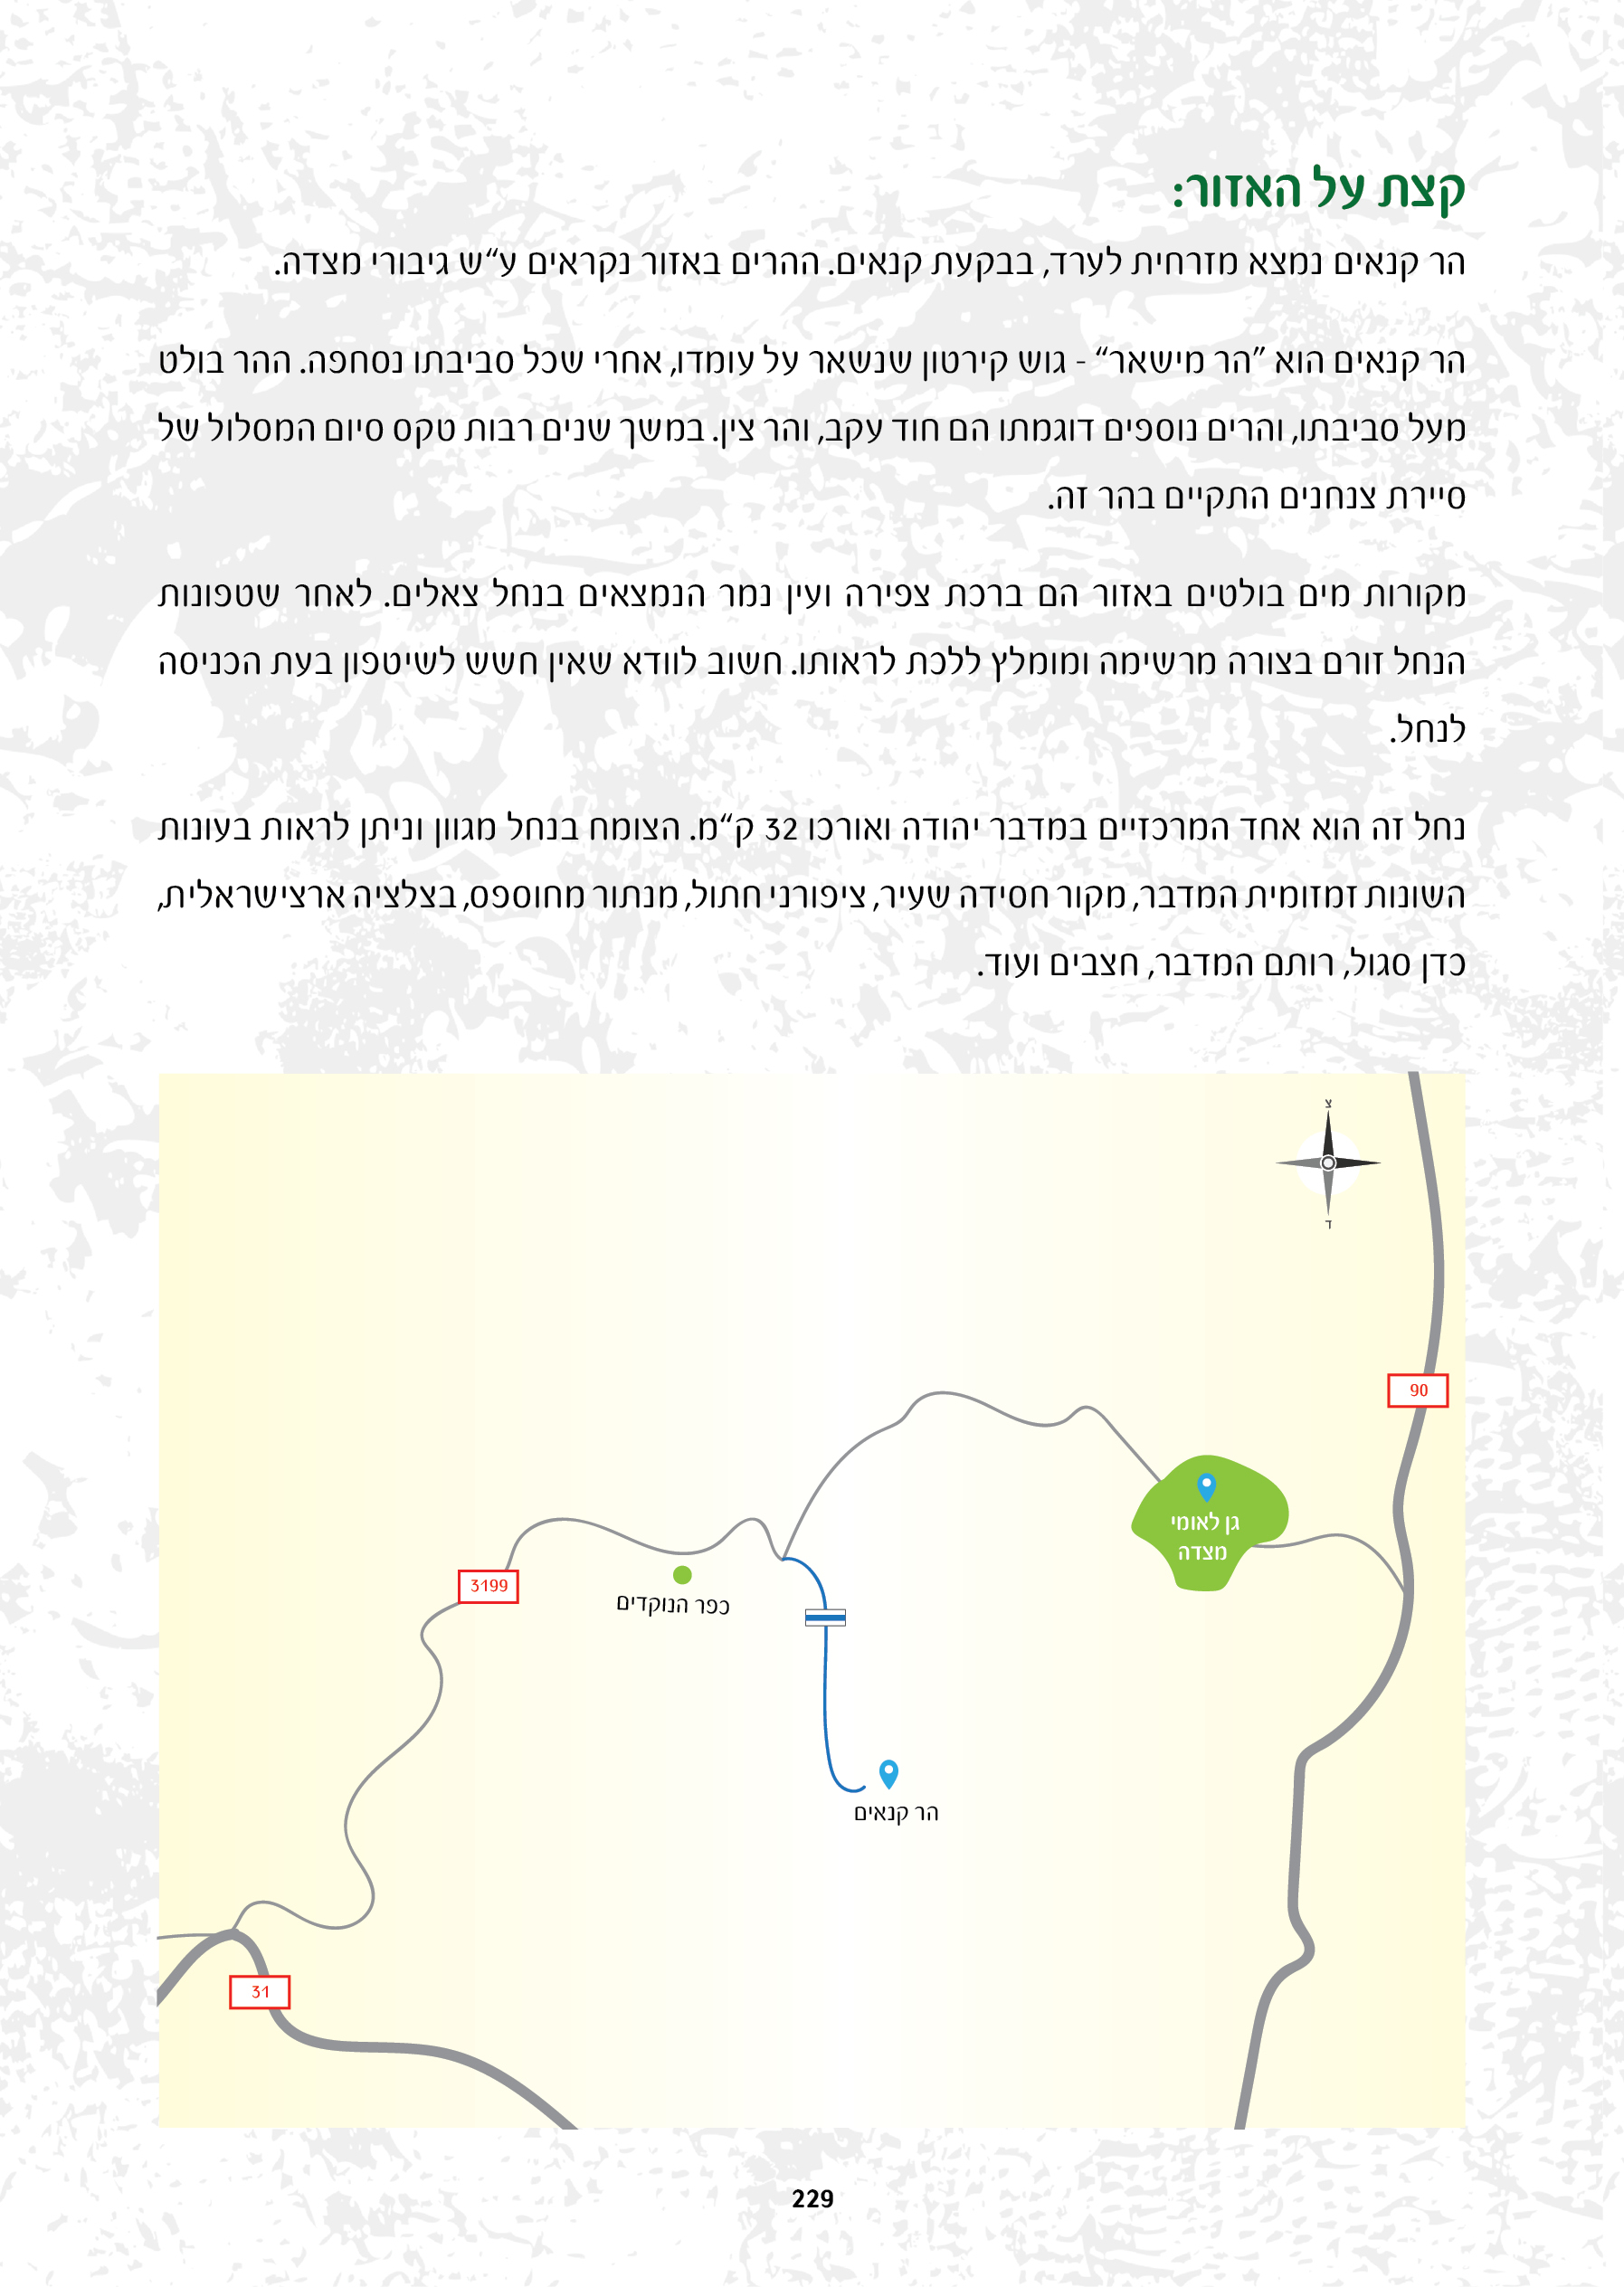 קצת על האזור:
הר קנאים נמצא מזרחית לערד, בבקעת קנאים. ההרים באזור נקראים ע״ש גיבורי מצדה.
הר קנאים הוא ״הר מישאר״ - גוש קירטון שנשאר על עומדו, אחרי שכל סביבתו נסחפה. ההר בולט
מעל סביבתו, והרים נוספים דוגמתו הם חוד עקב, והר צין. במשך שנים רבות טקס סיום המסלול של
סיירת צנחנים התקיים בהר זה.
מקורות מים בולטים באזור הם ברכת צפירה ועין נמר הנמצאים בנחל צאלים. לאחר שטפונות
הנחל זורם בצורה מרשימה ומומלץ ללכת לראותו. חשוב לוודא שאין חשש לשיטפון בעת הכניסה
לנחל.
נחל זה הוא אחד המרכזיים במדבר יהודה ואורכו 32 ק״מ. הצומח בנחל מגוון וניתן לראות בעונות
השונות זמזומית המדבר, מקור חסידה שעיר, ציפורני חתול, מנתור מחוספס, בצלציה ארצישראלית,
כדן סגול, רותם המדבר, חצבים ועוד.
צ
ד
90
גן לאומי
מצדה
3199
כפר הנוקדים
הר קנאים
31
229